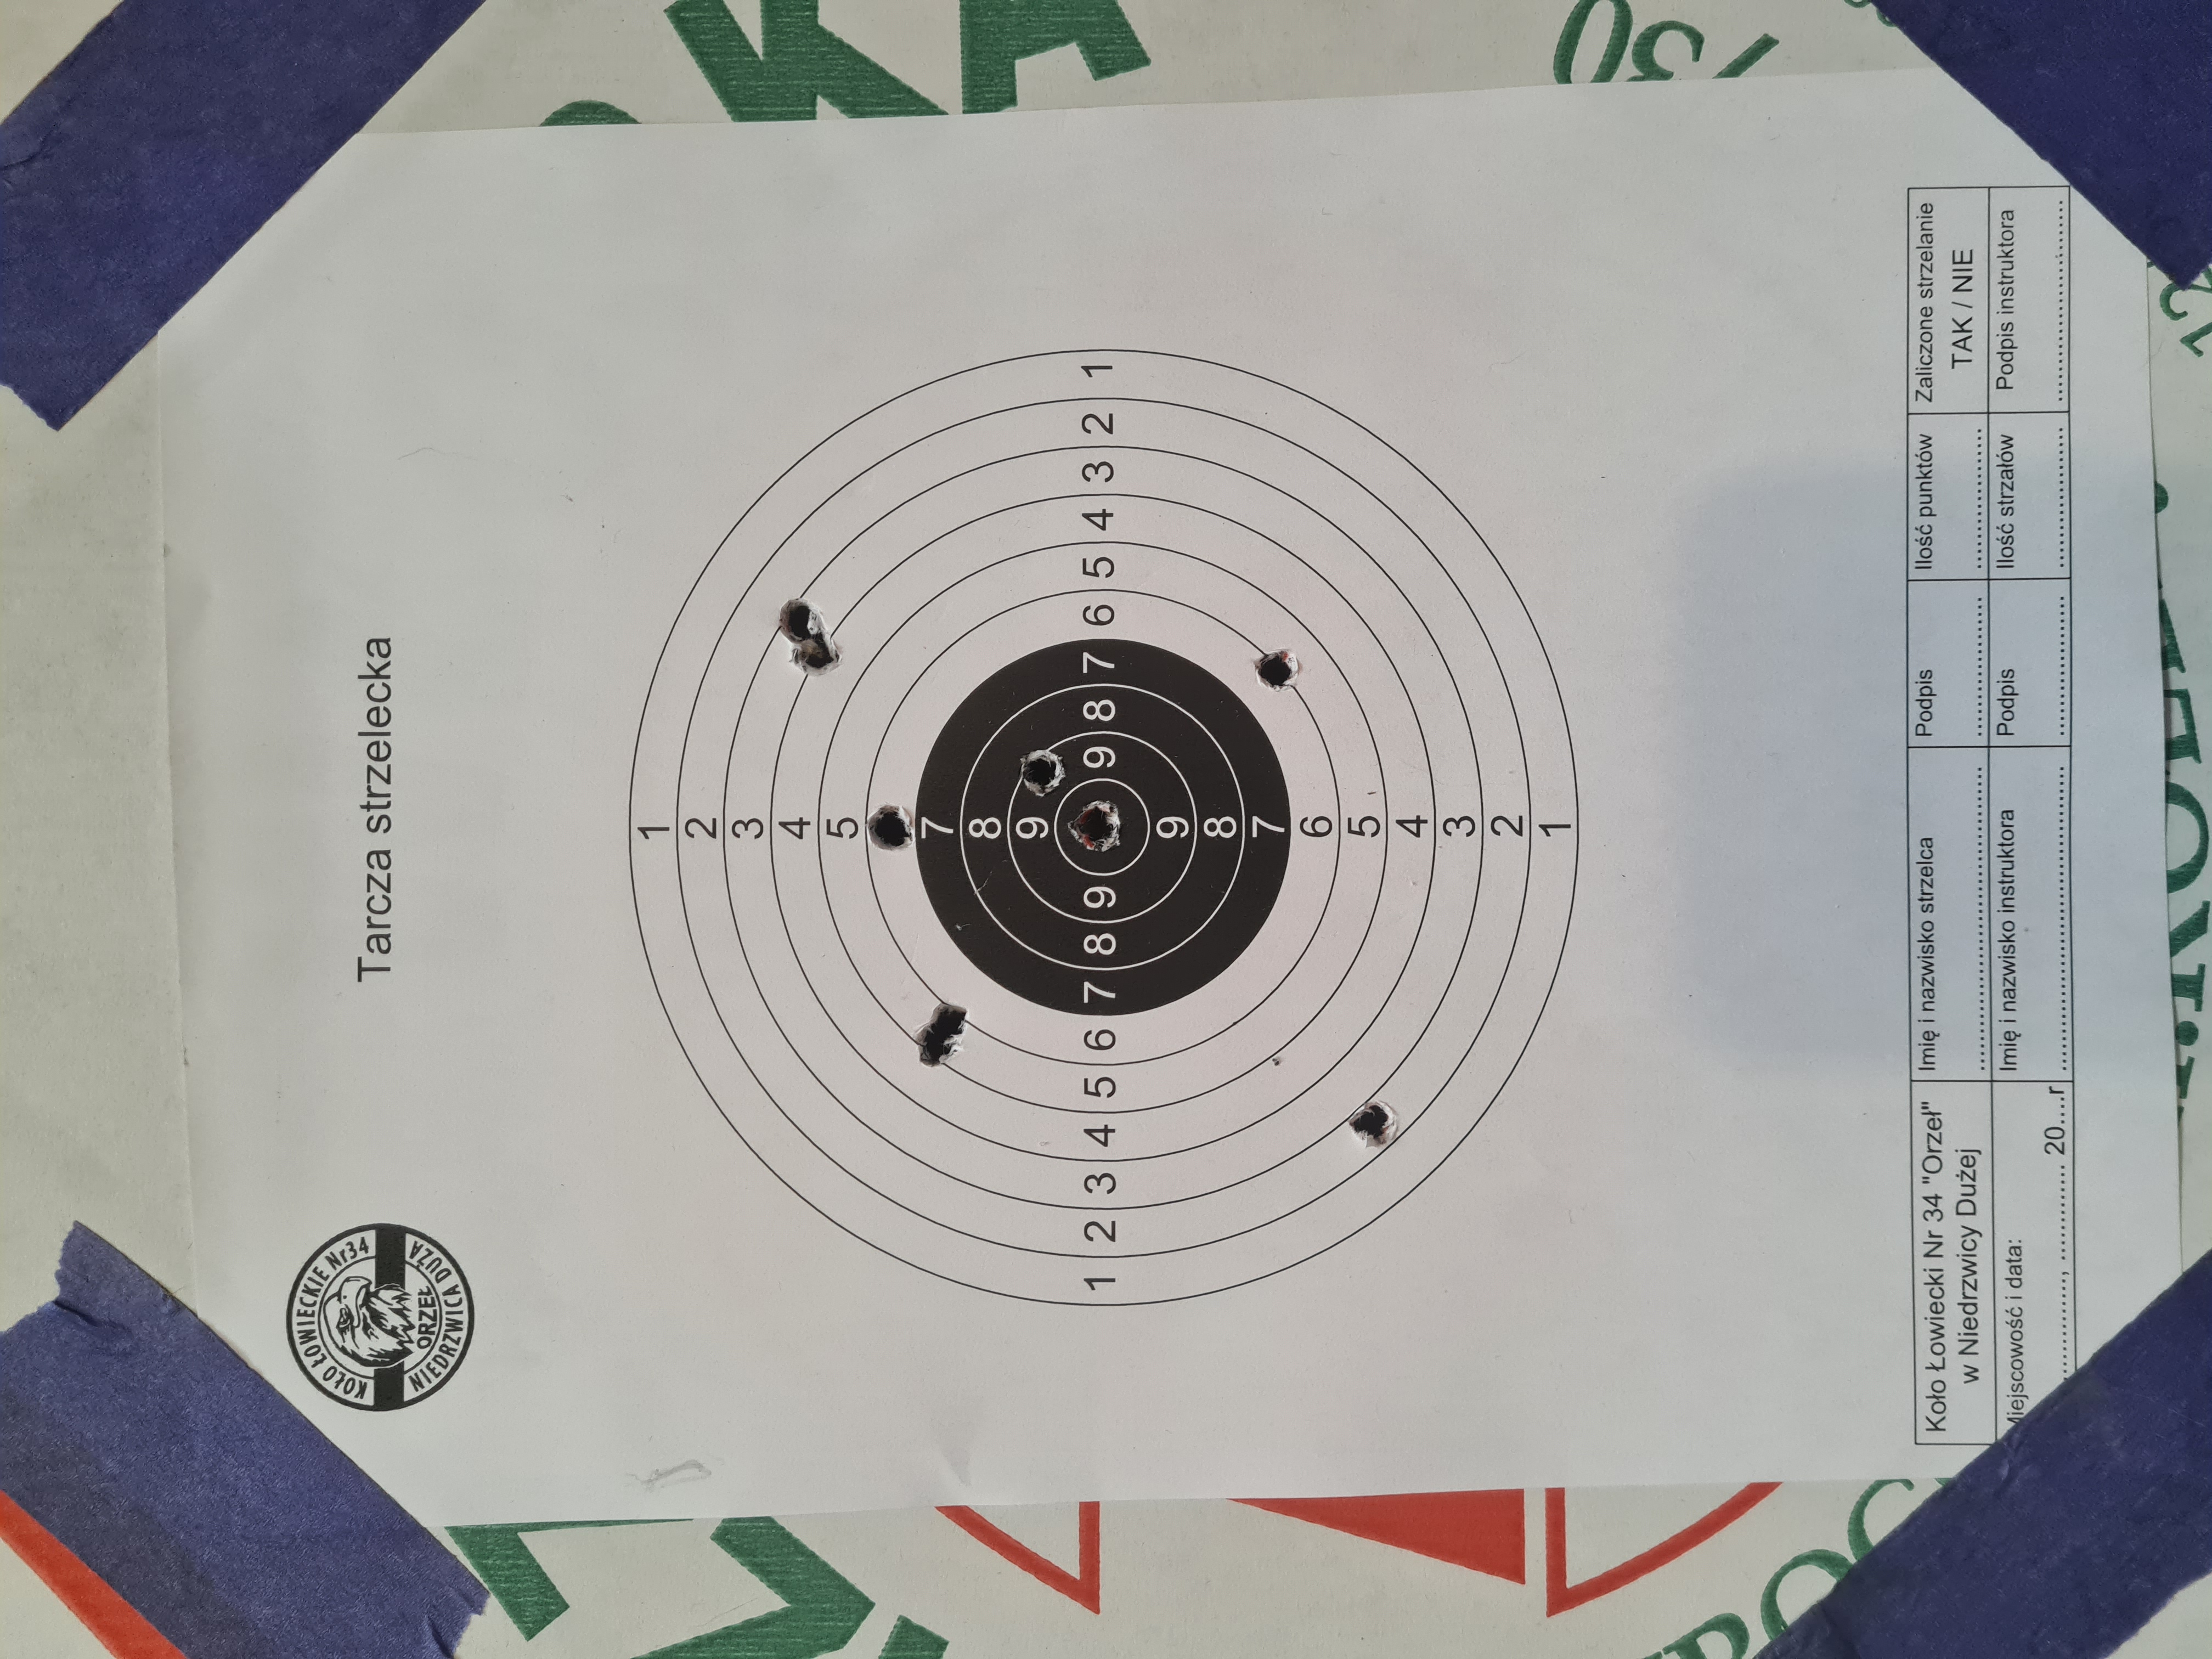 KOŁO ŁOWIECKIE Nr34
ORZEŁ
NIEDRZWICA DUŻA
Tarcza strzelecka
1
2
3
4
5
7
8
9
1 2 3 4 5 6 7 8 9 9 8 7 6 5 4 3 2 1
9
8
7
6
5
4
3
2
1
Koło Łowiecki Nr 34 "Orzeł"
w Niedrzwicy Dużej
Imię i nazwisko strzelca
Podpis
Ilość punktów
Zaliczone strzelanie
TAK / NIE
Miejscowość i data:
.............., ............. 20....r
Imię i nazwisko instruktora
Podpis
Ilość strzałów
Podpis instruktora
730